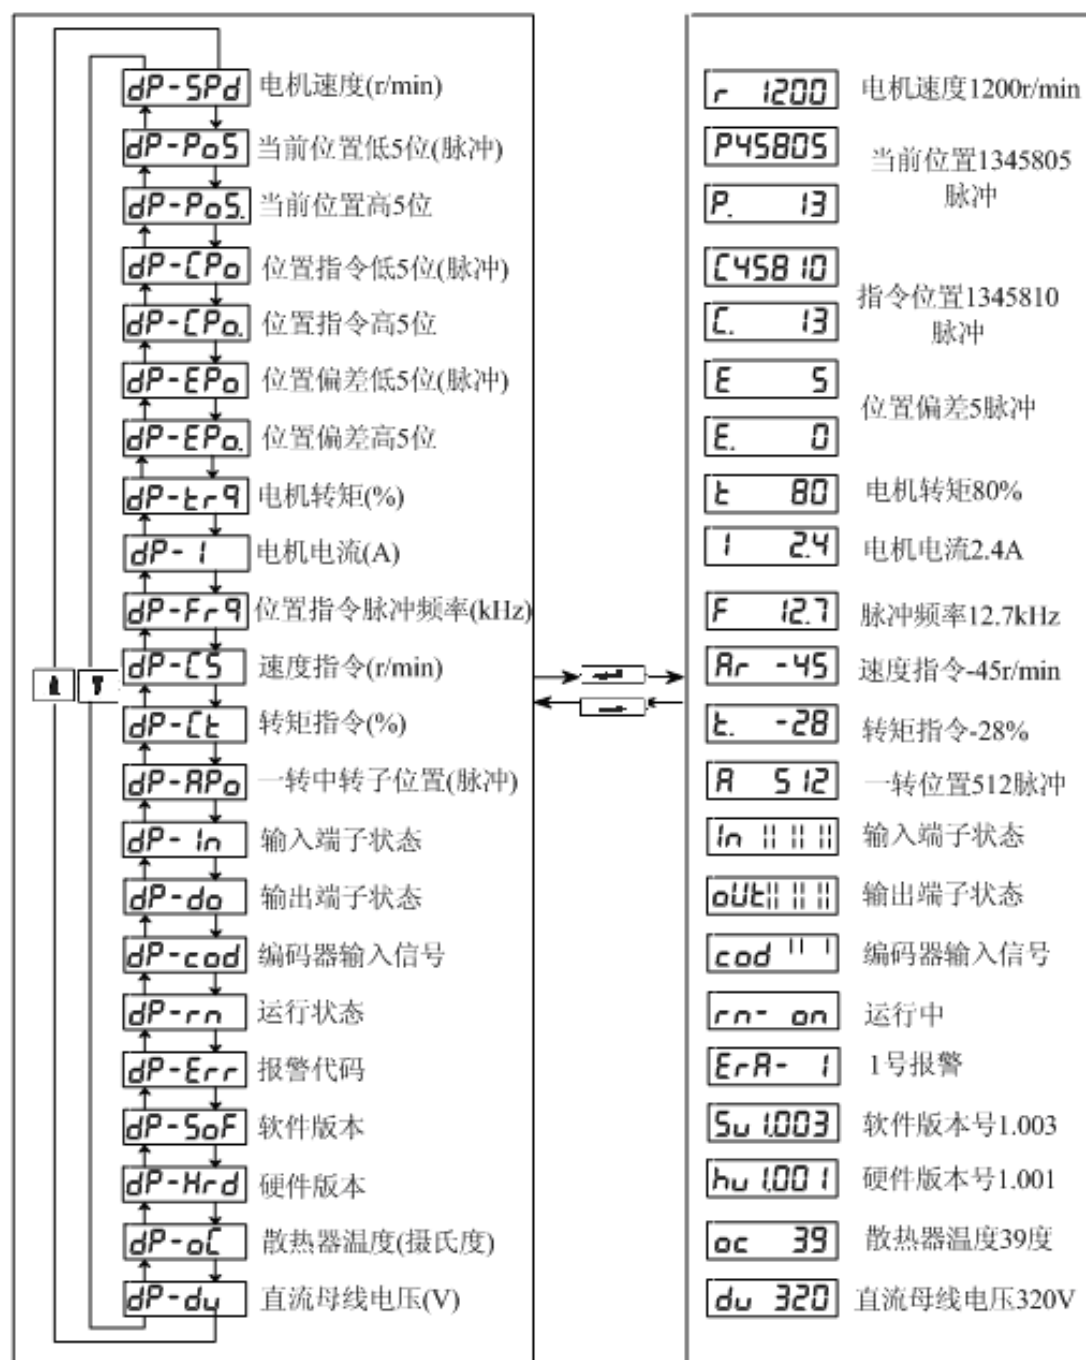 dP-SPd 电机速度(r/min)
dP-PoS 当前位置低5位(脉冲)
dP-PoS. 当前位置高5位
dP-CPo 位置指令低5位(脉冲)
dP-CPo. 位置指令高5位
dP-EPo 位置偏差低5位(脉冲)
dP-EPo. 位置偏差高5位
dP-trq 电机转矩(%)
dP-I 电机电流(A)
dP-Frq 位置指令脉冲频率(kHz)
dP-CS 速度指令(r/min)
dP-Ct 转矩指令(%)
dP-APo 一转中转子位置(脉冲)
dP-In 输入端子状态
dP-do 输出端子状态
dP-cod 编码器输入信号
dP-rn 运行状态
dP-Err 报警代码
dP-SoF 软件版本
dP-Hrd 硬件版本
dP-oC 散热器温度(摄氏度)
dP-du 直流母线电压(V)
r 1200 电机速度1200r/min
P45805
当前位置1345805
脉冲
P. 13
C45810
指令位置1345810
脉冲
C. 13
E 5
位置偏差5脉冲
E. 0
t 80 电机转矩80%
I 2.4 电机电流2.4A
F 12.7 脉冲频率12.7kHz
Ar -45 速度指令-45r/min
t. -28 转矩指令-28%
A 512 一转位置512脉冲
In 输入端子状态
oUt 输出端子状态
cod 编码器输入信号
rn- on 运行中
ErA- 1 1号报警
Su 1.003 软件版本号1.003
hu 1.001 硬件版本号1.001
oc 39 散热器温度39度
du 320 直流母线电压320V